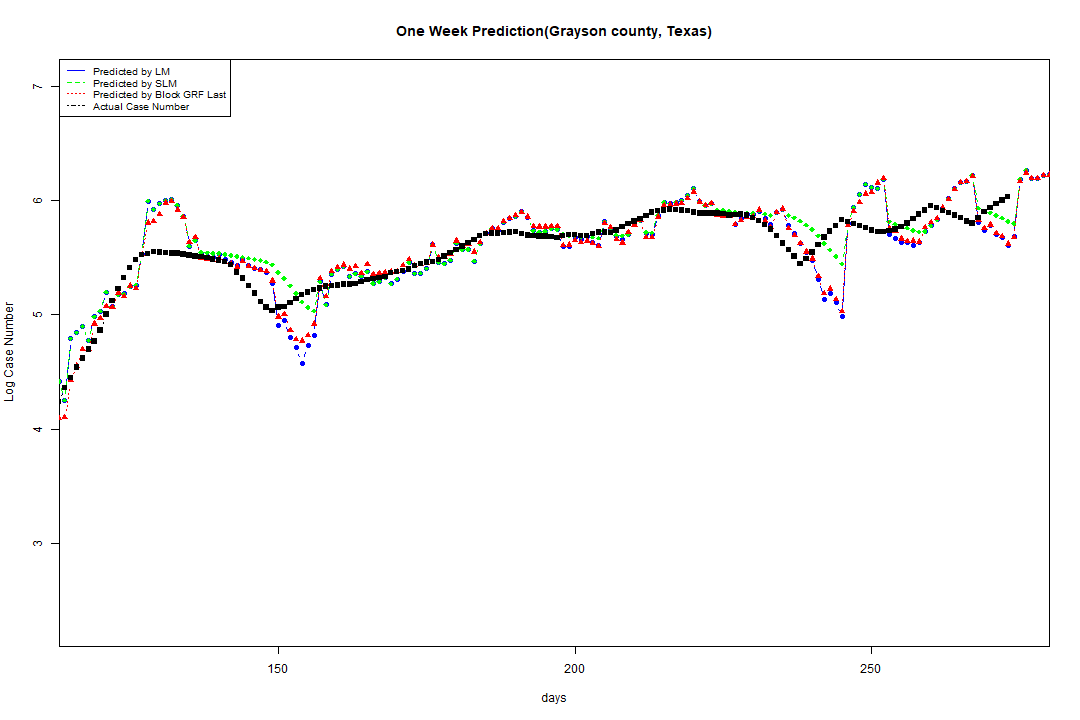 One Week Prediction(Grayson county, Texas)
Predicted by LM
Predicted by SLM
Predicted by Block GRF Last
Actual Case Number
7
6
5
4
3
Log Case Number
150
200
250
days